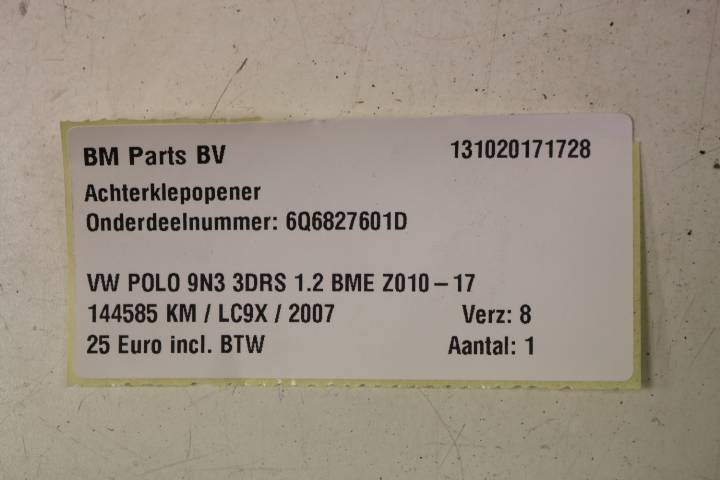 BM Parts BV 131020171728
Achterklepopener
Onderdeelnummer: 6Q6827601D
VW POLO 9N3 3DRS 1.2 BME Z010-17
144585 KM / LC9X / 2007 Verz: 8
25 Euro incl. BTW Aantal: 1